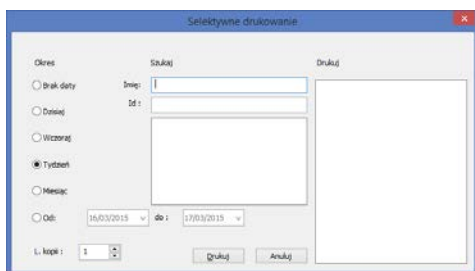 Selektywne drukowanie
x
Okres Szukaj Drukuj
Brak daty Imię:
Dzisiaj Id :
Wczoraj
Tydzień
Miesiąc
Od: 16/03/2015 do : 17/03/2015
L. kopii : 1 Drukuj Anuluj